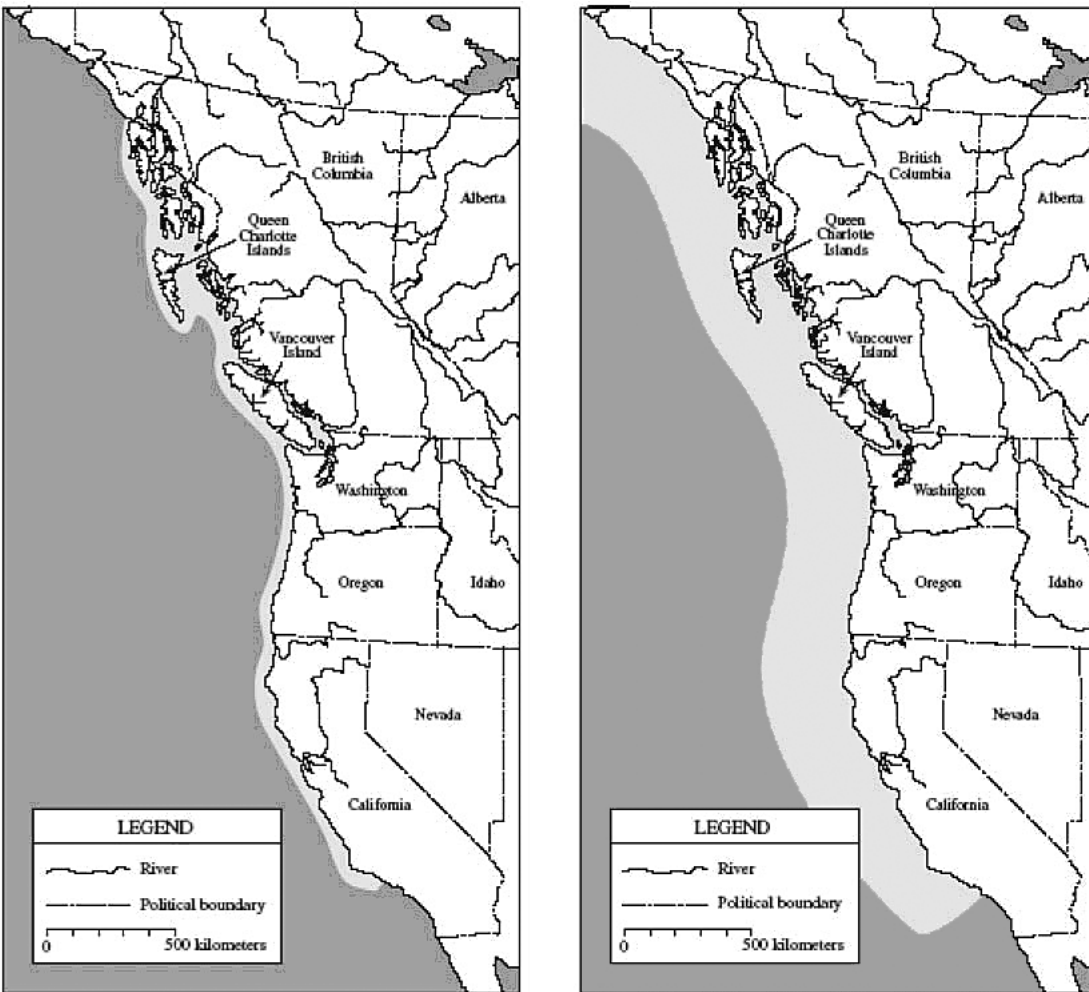 British
Columbia
Alberta
Queen
Charlotte
Islands
Vancouver
Island
Washington
Oregon
Idaho
Nevada
California
LEGEND
River
Political boundary
0
500 kilometers
British
Columbia
Alberta
Queen
Charlotte
Islands
Vancouver
Island
Washington
Oregon
Idaho
Nevada
California
LEGEND
River
Political boundary
0
500 kilometers